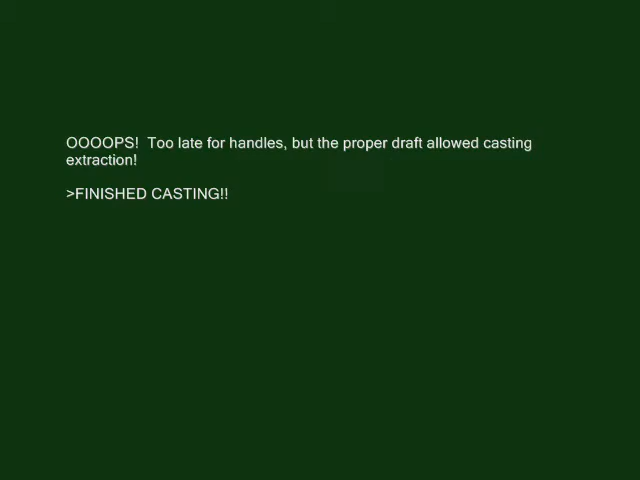 OOOOPS!  Too late for handles, but the proper draft allowed casting
extraction!
>FINISHED CASTING!!